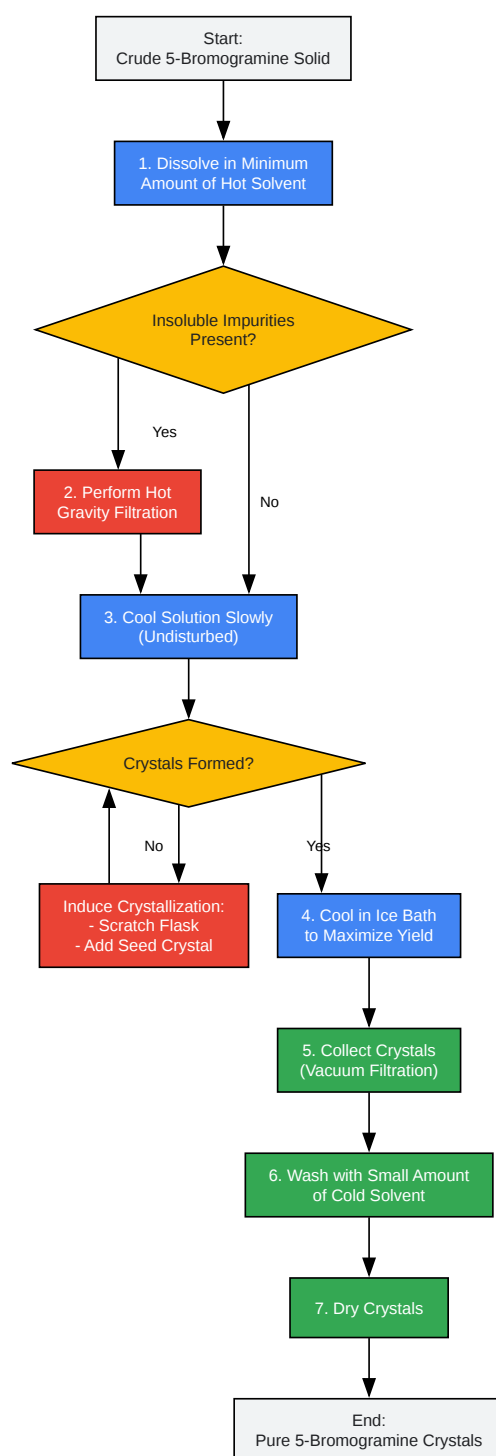 Start:
Crude 5-Bromogramine Solid
1. Dissolve in Minimum
Amount of Hot Solvent
Insoluble Impurities
Present?
Yes
2. Perform Hot
Gravity Filtration
No
3. Cool Solution Slowly
(Undisturbed)
Crystals Formed?
No
Yes
Induce Crystallization:
- Scratch Flask
- Add Seed Crystal
4. Cool in Ice Bath
to Maximize Yield
5. Collect Crystals
(Vacuum Filtration)
6. Wash with Small Amount
of Cold Solvent
7. Dry Crystals
End:
Pure 5-Bromogramine Crystals